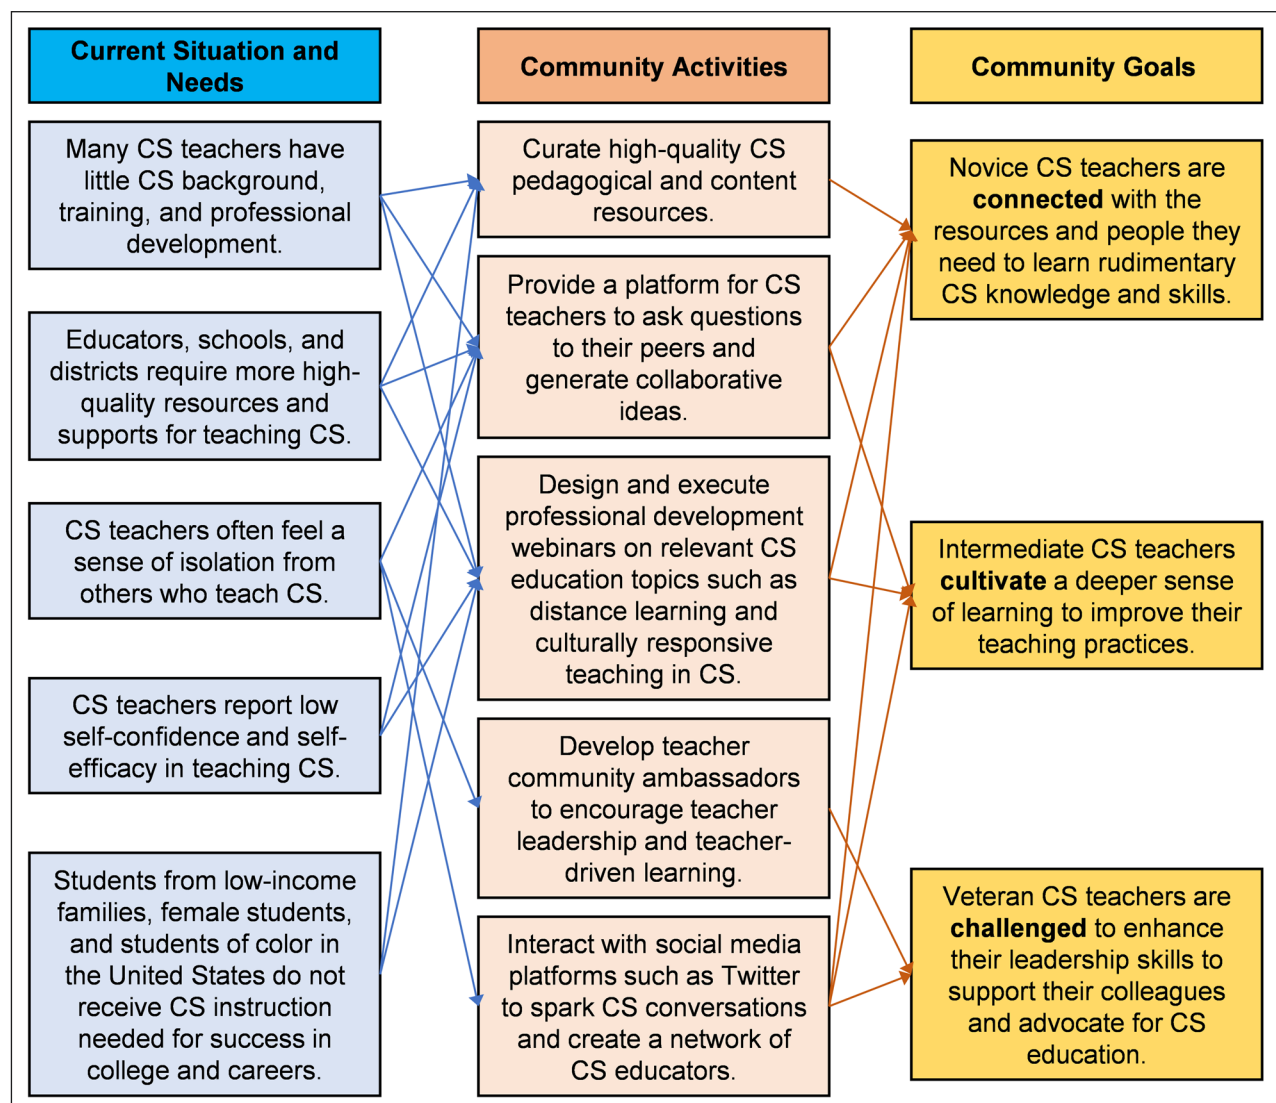 Current Situation and
Needs
Many CS teachers have
little CS background,
training, and professional
development.
Educators, schools, and
districts require more high-
quality resources and
supports for teaching CS.
CS teachers often feel a
sense of isolation from
others who teach CS.
CS teachers report low
self-confidence and self-
efficacy in teaching CS.
Students from low-income
families, female students,
and students of color in
the United States do not
receive CS instruction
needed for success in
college and careers.
Community Activities
Curate high-quality CS
pedagogical and content
resources.
Provide a platform for CS
teachers to ask questions
to their peers and
generate collaborative
ideas.
Design and execute
professional development
webinars on relevant CS
education topics such as
distance learning and
culturally responsive
teaching in CS.
Develop teacher
community ambassadors
to encourage teacher
leadership and teacher-
driven learning.
Interact with social media
platforms such as Twitter
to spark CS conversations
and create a network of
CS educators.
Community Goals
Novice CS teachers are
connected with the
resources and people they
need to learn rudimentary
CS knowledge and skills.
Intermediate CS teachers
cultivate a deeper sense
of learning to improve their
teaching practices.
Veteran CS teachers are
challenged to enhance
their leadership skills to
support their colleagues
and advocate for CS
education.